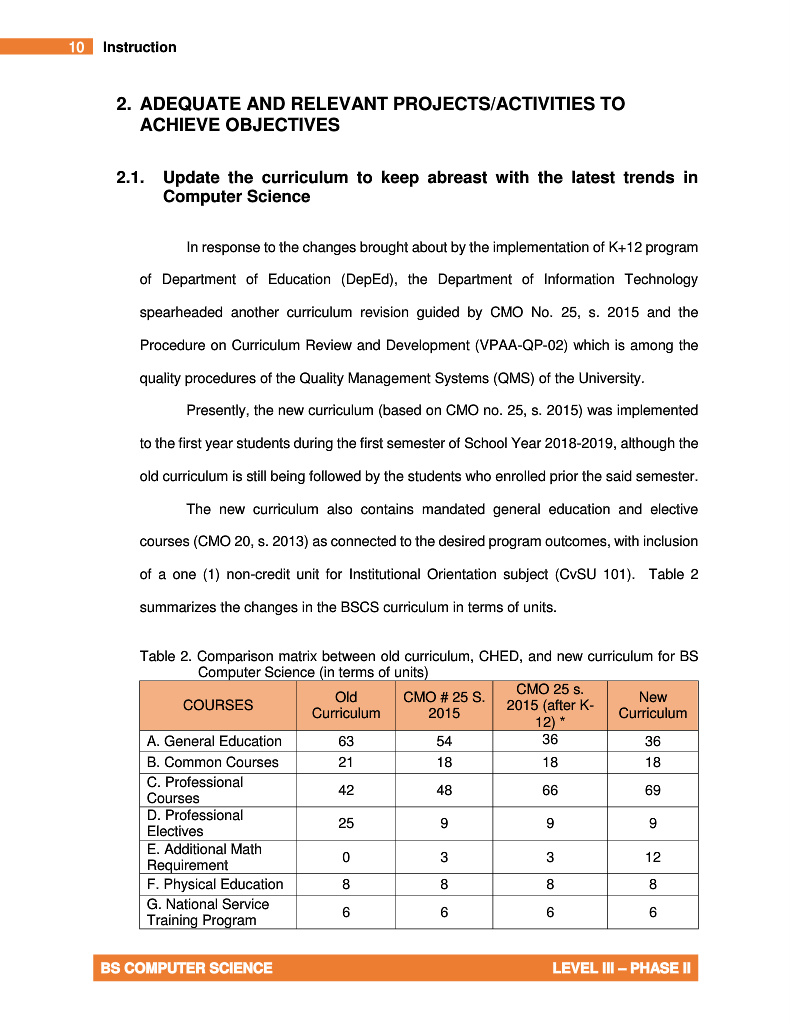 10 Instruction
2. ADEQUATE AND RELEVANT PROJECTS/ACTIVITIES TO
ACHIEVE OBJECTIVES
2.1. Update the curriculum to keep abreast with the latest trends in
Computer Science
In response to the changes brought about by the implementation of K+12 program
of Department of Education (DepEd), the Department of Information Technology
spearheaded another curriculum revision guided by CMO No. 25, s. 2015 and the
Procedure on Curriculum Review and Development (VPAA-QP-02) which is among the
quality procedures of the Quality Management Systems (QMS) of the University.
Presently, the new curriculum (based on CMO no. 25, s. 2015) was implemented
to the first year students during the first semester of School Year 2018-2019, although the
old curriculum is still being followed by the students who enrolled prior the said semester.
The new curriculum also contains mandated general education and elective
courses (CMO 20, s. 2013) as connected to the desired program outcomes, with inclusion
of a one (1) non-credit unit for Institutional Orientation subject (CvSU 101). Table 2
summarizes the changes in the BSCS curriculum in terms of units.
Table 2. Comparison matrix between old curriculum, CHED, and new curriculum for BS
Computer Science (in terms of units)
COURSES
Old
Curriculum
CMO # 25 S.
2015
CMO 25 s.
2015 (after K-
12) *
New
Curriculum
A. General Education 63 54 36 36
B. Common Courses 21 18 18 18
C. Professional
Courses 42 48 66 69
D. Professional
Electives 25 9 9 9
E. Additional Math
Requirement 0 3 3 12
F. Physical Education 8 8 8 8
G. National Service
Training Program 6 6 6 6
BS COMPUTER SCIENCE LEVEL III – PHASE II